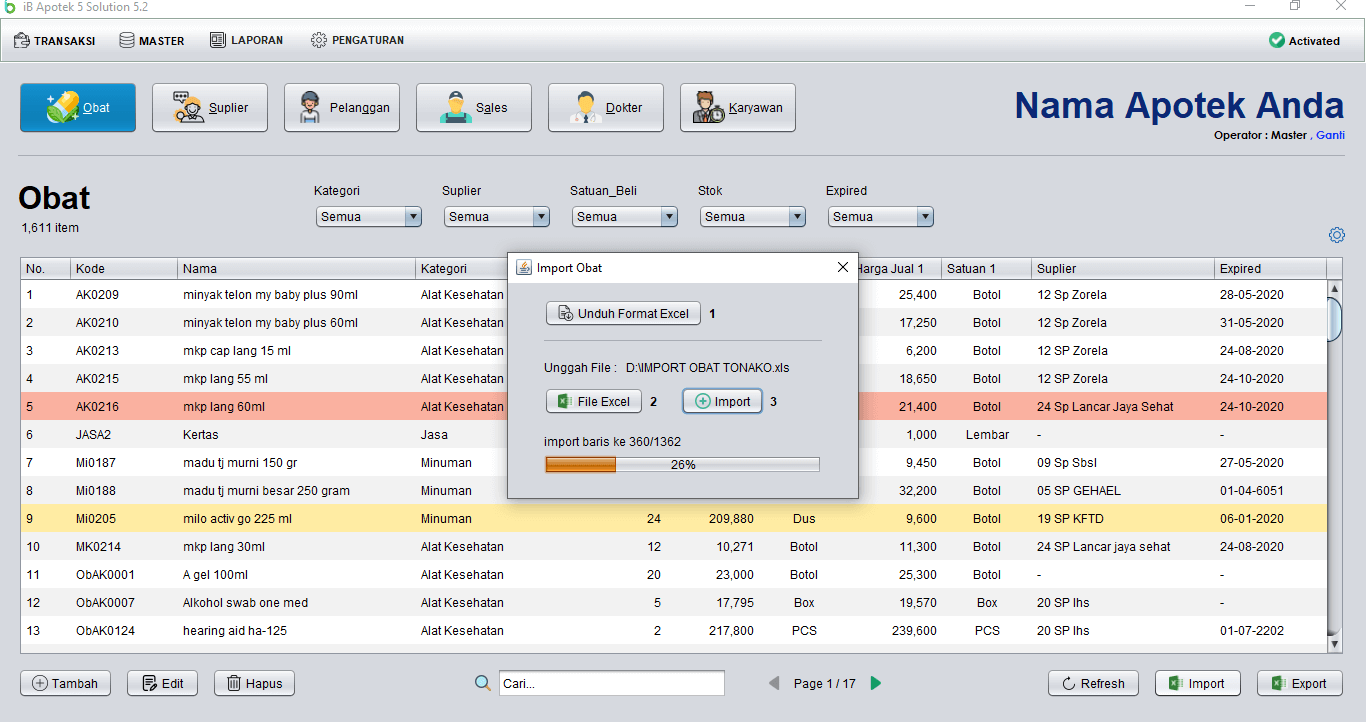 iB Apotek 5 Solution 5.2
TRANSAKSI MASTER LAPORAN PENGATURAN Activated
Obat Suplier Pelanggan Sales Dokter Karyawan
Nama Apotek Anda
Operator : Master , Ganti
Obat
1,611 item
Kategori Suplier Satuan_Beli Stok Expired
Semua Semua Semua Semua Semua
No. Kode Nama Kategori Harga Jual 1 Satuan 1 Suplier Expired
1 AK0209 minyak telon my baby plus 90ml Alat Kesehatan 25,400 Botol 12 Sp Zorela 28-05-2020
2 AK0210 minyak telon my baby plus 60ml Alat Kesehatan 17,250 Botol 12 Sp Zorela 31-05-2020
3 AK0213 mkp cap lang 15 ml Alat Kesehatan 6,200 Botol 12 SP Zorela 24-08-2020
4 AK0215 mkp lang 55 ml Alat Kesehatan 18,650 Botol 12 SP Zorela 24-10-2020
5 AK0216 mkp lang 60ml Alat Kesehatan 21,400 Botol 24 Sp Lancar Jaya Sehat 24-10-2020
6 JASA2 Kertas Jasa 1,000 Lembar - -
7 Mi0187 madu tj murni 150 gr Minuman 9,450 Botol 09 Sp Sbsl 27-05-2020
8 Mi0188 madu tj murni besar 250 gram Minuman 32,200 Botol 05 SP GEHAEL 01-04-6051
9 Mi0205 milo activ go 225 ml Minuman 24 209,880 Dus 9,600 Botol 19 SP KFTD 06-01-2020
10 MK0214 mkp lang 30ml Alat Kesehatan 12 10,271 Botol 11,300 Botol 24 SP Lancar jaya sehat 24-08-2020
11 ObAK0001 A gel 100ml Alat Kesehatan 20 23,000 Botol 25,300 Botol - -
12 ObAK0007 Alkohol swab one med Alat Kesehatan 5 17,795 Box 19,570 Box 20 SP Ihs -
13 ObAK0124 hearing aid ha-125 Alat Kesehatan 2 217,800 PCS 239,600 PCS 20 SP Ihs 01-07-2202
Import Obat
Unduh Format Excel 1
Unggah File : D:\IMPORT OBAT TONAKO.xls
File Excel 2 Import 3
import baris ke 360/1362
26%
Tambah Edit Hapus Cari... Page 1 / 17 Refresh Import Export